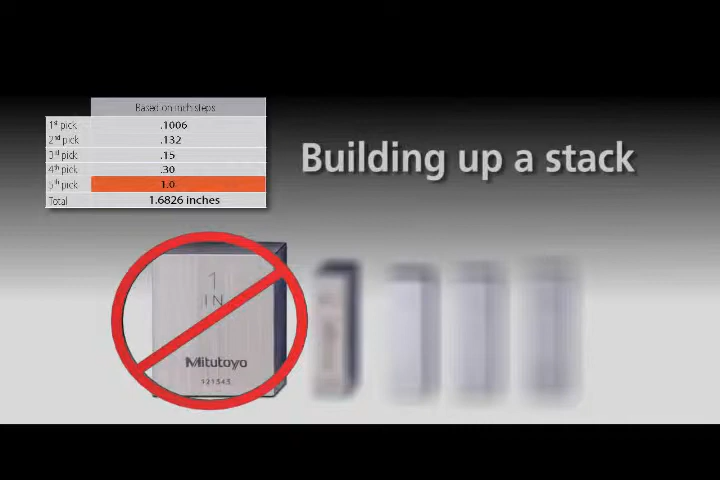 Based on inch steps
1st pick .1006
2nd pick .132
3rd pick .15
4th pick .30
5th pick 1.0
Total 1.6826 inches
Building up a stack
1
IN
Mitutoyo
121343